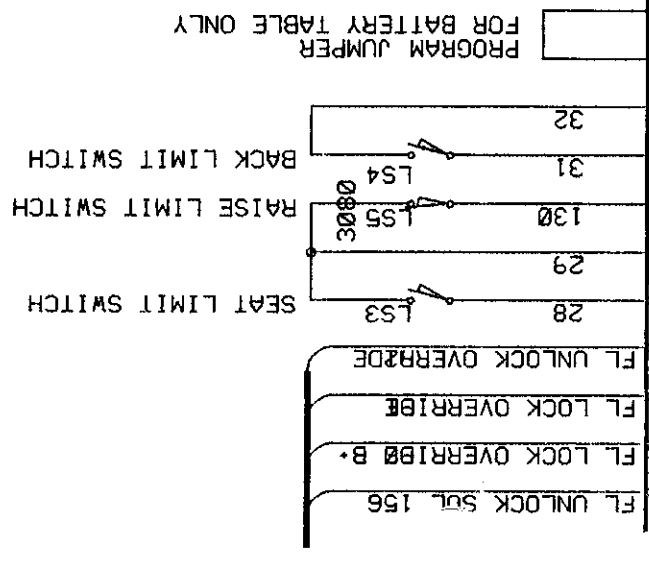 FL UNLOCK SOL 156
FL LOCK OVERRIDE B+
FL LOCK OVERRIDE
FL UNLOCK OVERRIDE
28 LS3 SEAT LIMIT SWITCH
29
130 LS5 RAISE LIMIT SWITCH
3080
31 LS4 BACK LIMIT SWITCH
32
PROGRAM JUMPER
FOR BATTERY TABLE ONLY